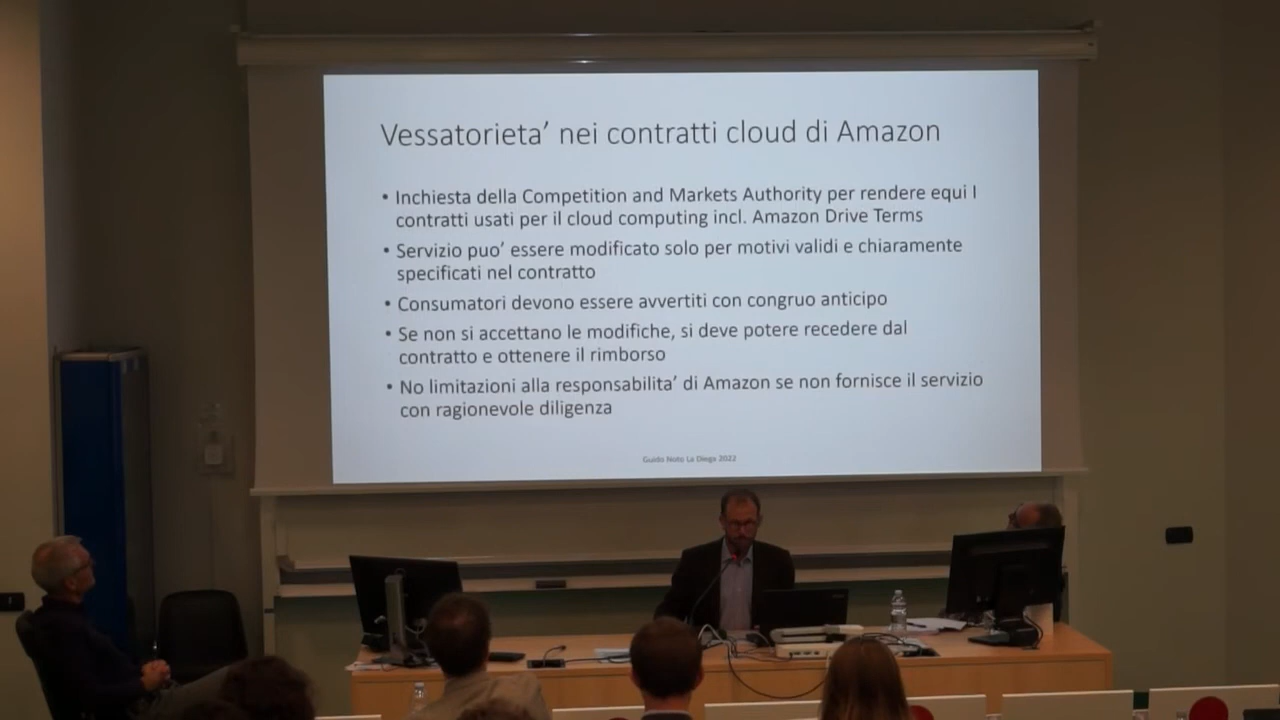 Vessatorieta’ nei contratti cloud di Amazon
• Inchiesta della Competition and Markets Authority per rendere equi I
contratti usati per il cloud computing incl. Amazon Drive Terms
• Servizio puo’ essere modificato solo per motivi validi e chiaramente
specificati nel contratto
• Consumatori devono essere avvertiti con congruo anticipo
• Se non si accettano le modifiche, si deve potere recedere dal
contratto e ottenere il rimborso
• No limitazioni alla responsabilita’ di Amazon se non fornisce il servizio
con ragionevole diligenza
Guido Noto La Diega 2022